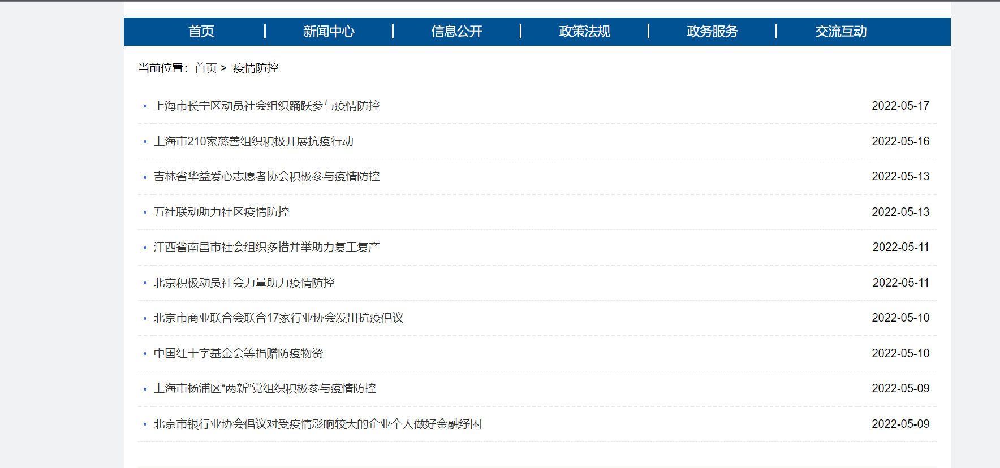 首页 新闻中心 信息公开 政策法规 政务服务 交流互动
当前位置：首页 > 疫情防控
上海市长宁区动员社会组织踊跃参与疫情防控 2022-05-17
上海市210家慈善组织积极开展抗疫行动 2022-05-16
吉林省华益爱心志愿者协会积极参与疫情防控 2022-05-13
五社联动助力社区疫情防控 2022-05-13
江西省南昌市社会组织多措并举助力复工复产 2022-05-11
北京积极动员社会力量助力疫情防控 2022-05-11
北京市商业联合会联合17家行业协会发出抗疫倡议 2022-05-10
中国红十字基金会等捐赠防疫物资 2022-05-10
上海市杨浦区“两新”党组织积极参与疫情防控 2022-05-09
北京市银行业协会倡议对受疫情影响较大的企业个人做好金融纾困 2022-05-09